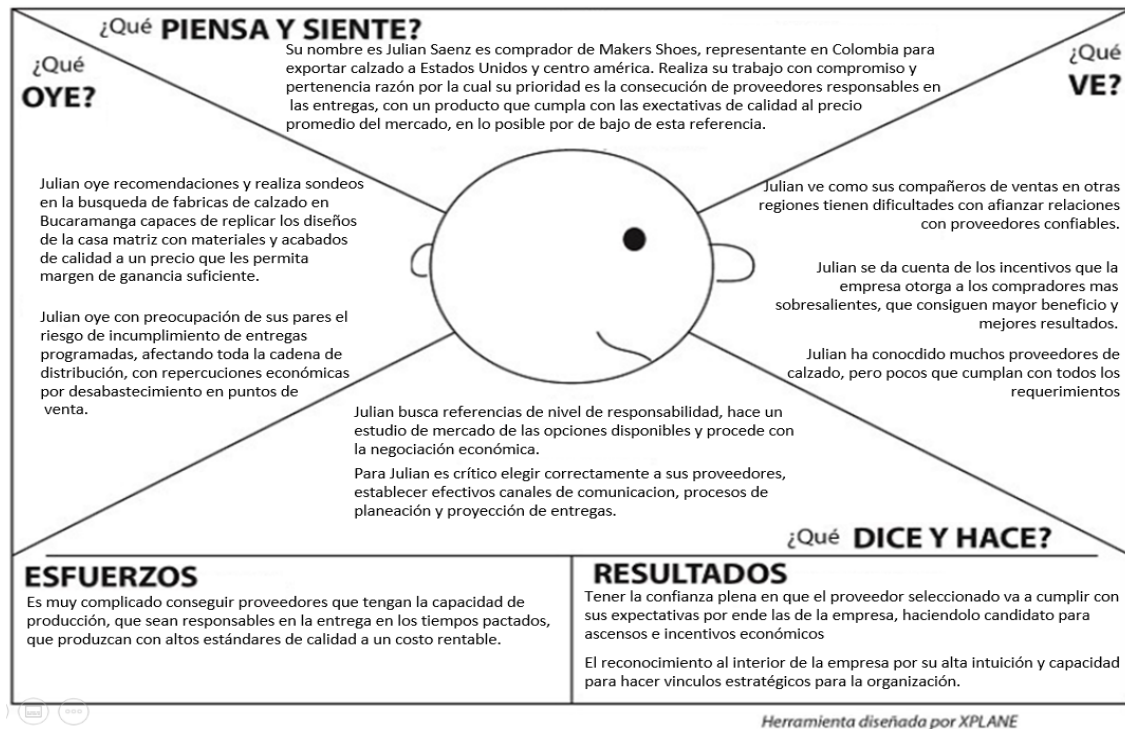 ¿Qué PIENSA Y SIENTE?
Su nombre es Julian Saenz es comprador de Makers Shoes, representante en Colombia para
exportar calzado a Estados Unidos y centro américa. Realiza su trabajo con compromiso y
pertenencia razón por la cual su prioridad es la consecución de proveedores responsables en
las entregas, con un producto que cumpla con las exectativas de calidad al precio
promedio del mercado, en lo posible por de bajo de esta referencia.
¿Qué
OYE?
Julian oye recomendaciones y realiza sondeos
en la busqueda de fabricas de calzado en
Bucaramanga capaces de replicar los diseños
de la casa matriz con materiales y acabados
de calidad a un precio que les permita
margen de ganancia suficiente.
Julian oye con preocupación de sus pares el
riesgo de incumplimiento de entregas
programadas, afectando toda la cadena de
distribución, con repercuciones económicas
por desabastecimiento en puntos de
venta.
¿Qué
VE?
Julian ve como sus compañeros de ventas en otras
regiones tienen dificultades con afianzar relaciones
con proveedores confiables.
Julian se da cuenta de los incentivos que la
empresa otorga a los compradores mas
sobresalientes, que consiguen mayor beneficio y
mejores resultados.
Julian ha conocdido muchos proveedores de
calzado, pero pocos que cumplan con todos los
requerimientos
Julian busca referencias de nivel de responsabilidad, hace un
estudio de mercado de las opciones disponibles y procede con
la negociación económica.
Para Julian es crítico elegir correctamente a sus proveedores,
establecer efectivos canales de comunicacion, procesos de
planeación y proyección de entregas.
¿Qué DICE Y HACE?
ESFUERZOS
Es muy complicado conseguir proveedores que tengan la capacidad de
producción, que sean responsables en la entrega en los tiempos pactados,
que produzcan con altos estándares de calidad a un costo rentable.
RESULTADOS
Tener la confianza plena en que el proveedor seleccionado va a cumplir con
sus expectativas por ende las de la empresa, haciendolo candidato para
ascensos e incentivos económicos
El reconocimiento al interior de la empresa por su alta intuición y capacidad
para hacer vinculos estratégicos para la organización.
Herramienta diseñada por XPLANE